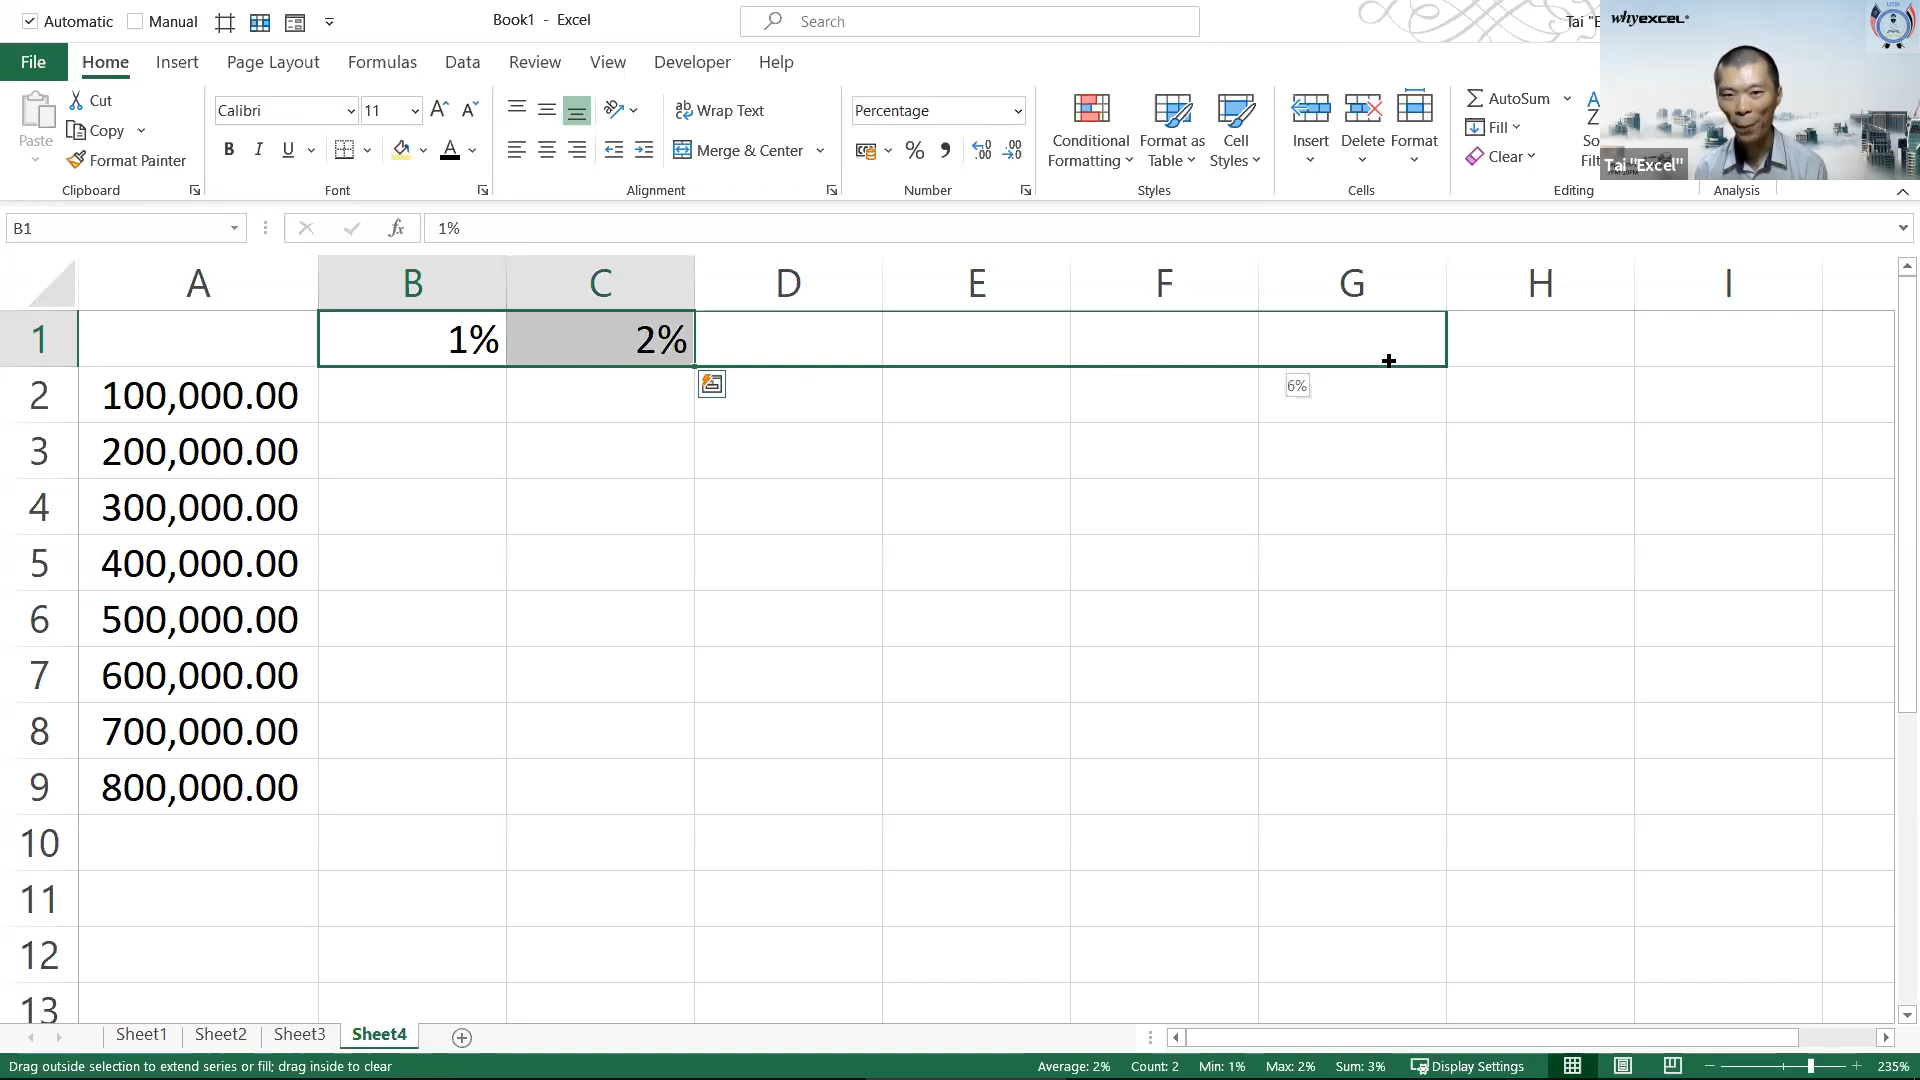 Automatic Manual Book1 - Excel Search Tai "E whyexcel®
UTM
File Home Insert Page Layout Formulas Data Review View Developer Help
Paste Cut Copy Format Painter Clipboard
Calibri 11 B I U Font
Wrap Text Merge & Center Alignment
Percentage % Number
Conditional Formatting Format as Table Cell Styles Styles
Insert Delete Format Cells
AutoSum Fill Clear So Filt Editing Analysis
Tai "Excel"
B1 fx 1%
A B C D E F G H I
1 1% 2%
6%
2 100,000.00
3 200,000.00
4 300,000.00
5 400,000.00
6 500,000.00
7 600,000.00
8 700,000.00
9 800,000.00
10
11
12
13
Sheet1 Sheet2 Sheet3 Sheet4
Drag outside selection to extend series or fill; drag inside to clear Average: 2% Count: 2 Min: 1% Max: 2% Sum: 3% Display Settings 235%